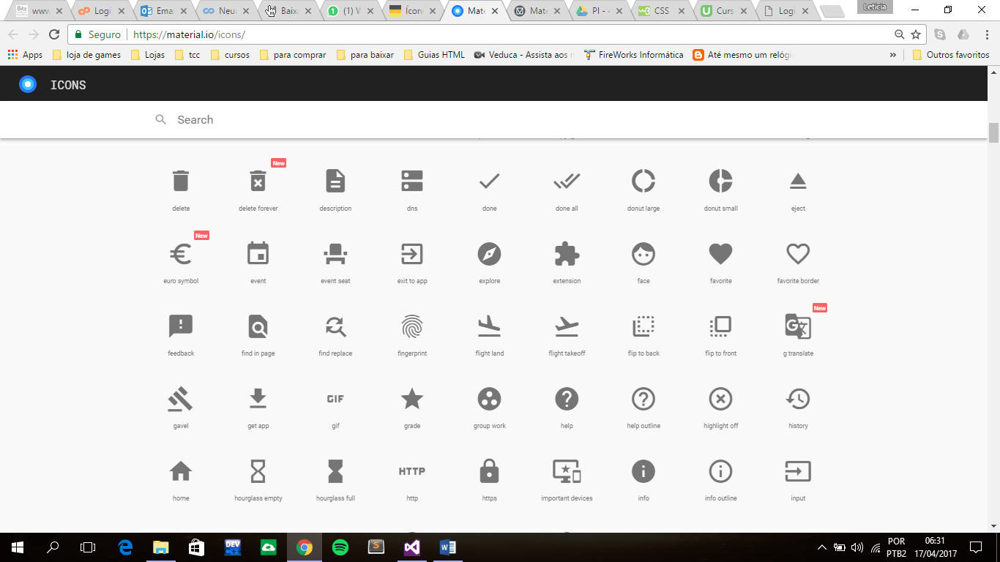 www Logi Ema Neu Baixa (1) W Ícon Mate Mate PI - CSS Curs Logi Leticia
Seguro https://material.io/icons/
Apps loja de games Lojas tcc cursos para comprar para baixar Guias HTML Veduca - Assista aos FireWorks Informática Até mesmo um relóg » Outros favoritos
ICONS
Search
New
delete delete forever description dns done done all donut large donut small eject
New
euro symbol event event seat exit to app explore extension face favorite favorite border
New
feedback find in page find replace fingerprint flight land flight takeoff flip to back flip to front g translate
GIF
gavel get app gif grade group work help help outline highlight off history
HTTP
home hourglass empty hourglass full http https important devices info info outline input
DEV C++ POR 06:31
PTB2 17/04/2017